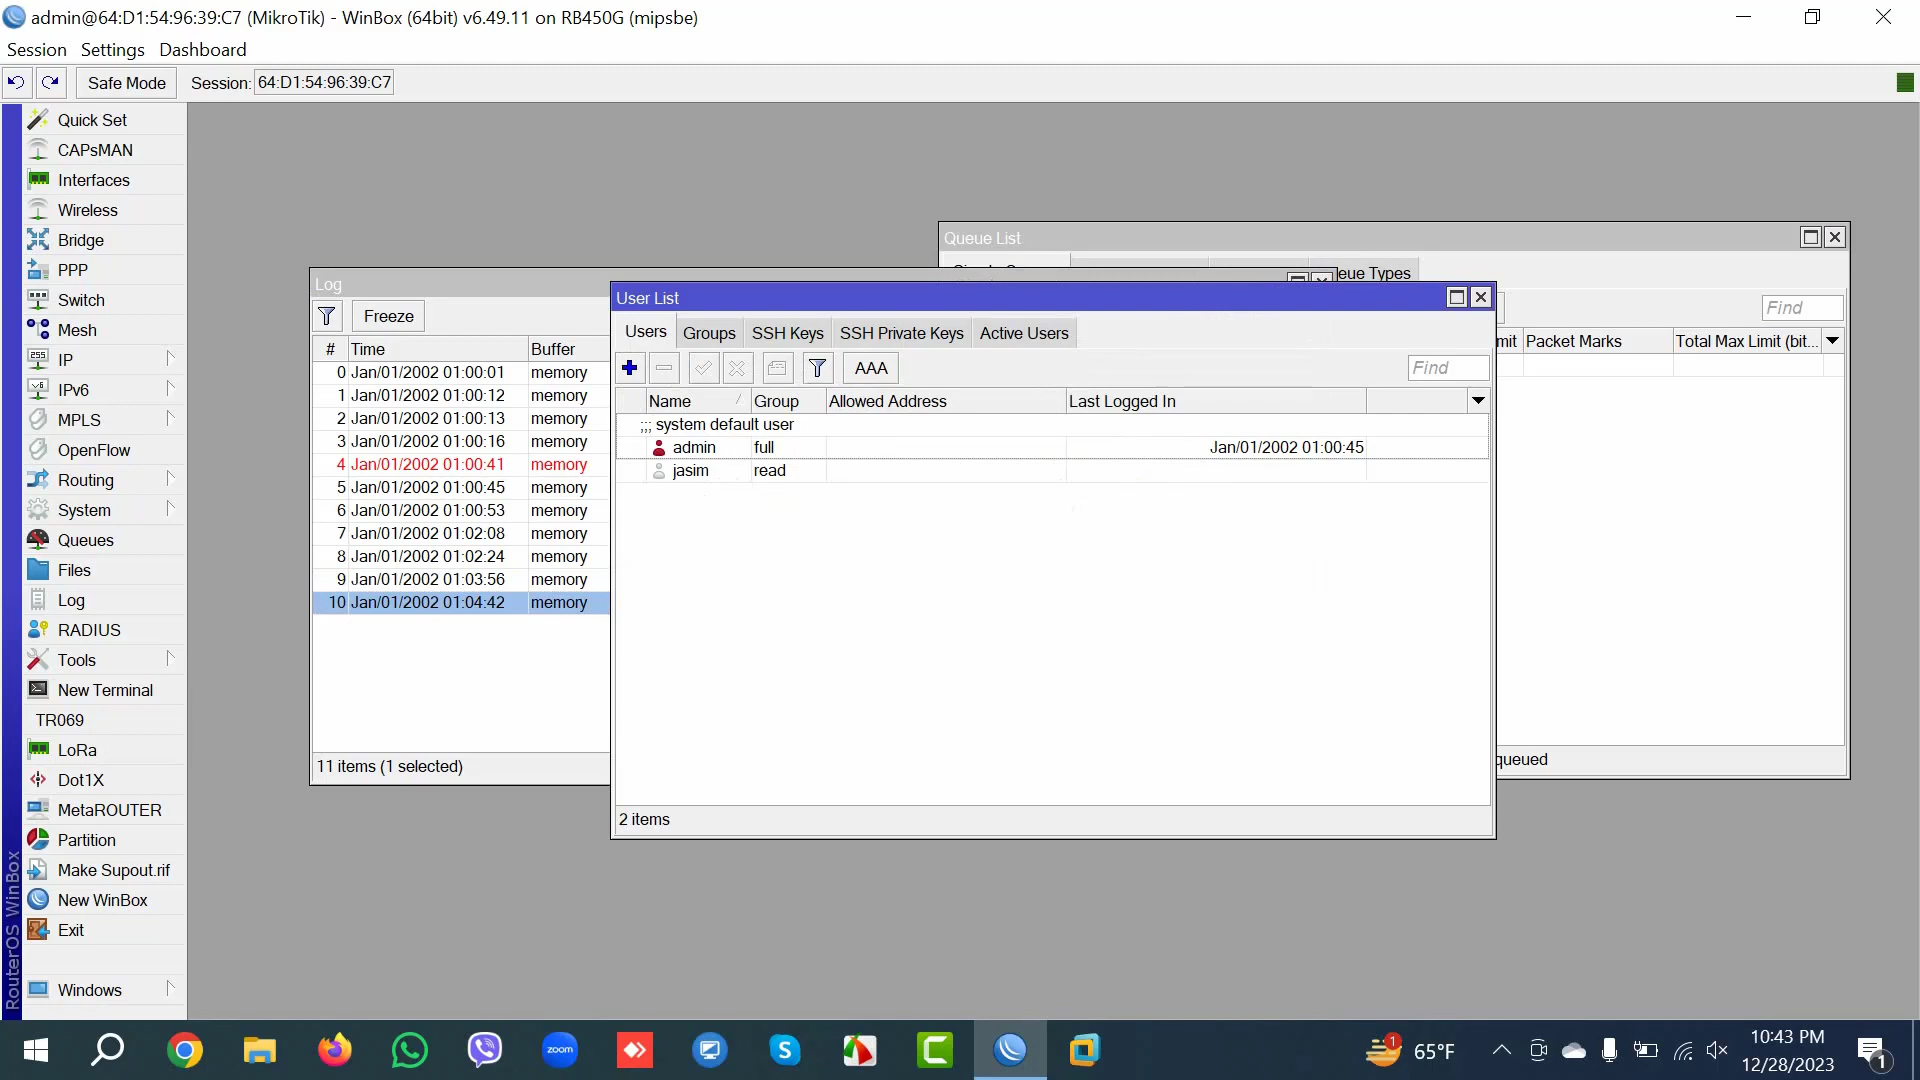 admin@64:D1:54:96:39:C7 (MikroTik) - WinBox (64bit) v6.49.11 on RB450G (mipsbe)
Session Settings Dashboard
Safe Mode Session: 64:D1:54:96:39:C7
Quick Set
CAPsMAN
Interfaces
Wireless
Bridge
PPP
Switch
Mesh
IP
IPv6
MPLS
OpenFlow
Routing
System
Queues
Files
Log
RADIUS
Tools
New Terminal
TR069
LoRa
Dot1X
MetaROUTER
Partition
Make Supout.rif
New WinBox
Exit
Windows
RouterOS WinBox
Log
Freeze
# Time Buffer
0 Jan/01/2002 01:00:01 memory
1 Jan/01/2002 01:00:12 memory
2 Jan/01/2002 01:00:13 memory
3 Jan/01/2002 01:00:16 memory
4 Jan/01/2002 01:00:41 memory
5 Jan/01/2002 01:00:45 memory
6 Jan/01/2002 01:00:53 memory
7 Jan/01/2002 01:02:08 memory
8 Jan/01/2002 01:02:24 memory
9 Jan/01/2002 01:03:56 memory
10 Jan/01/2002 01:04:42 memory
11 items (1 selected)
User List
Users Groups SSH Keys SSH Private Keys Active Users
AAA Find
Name Group Allowed Address Last Logged In
;;; system default user
admin full Jan/01/2002 01:00:45
jasim read
2 items
Queue List
eue Types
Find
mit Packet Marks Total Max Limit (bit...
queued
zoom
1 65°F
10:43 PM
12/28/2023
1